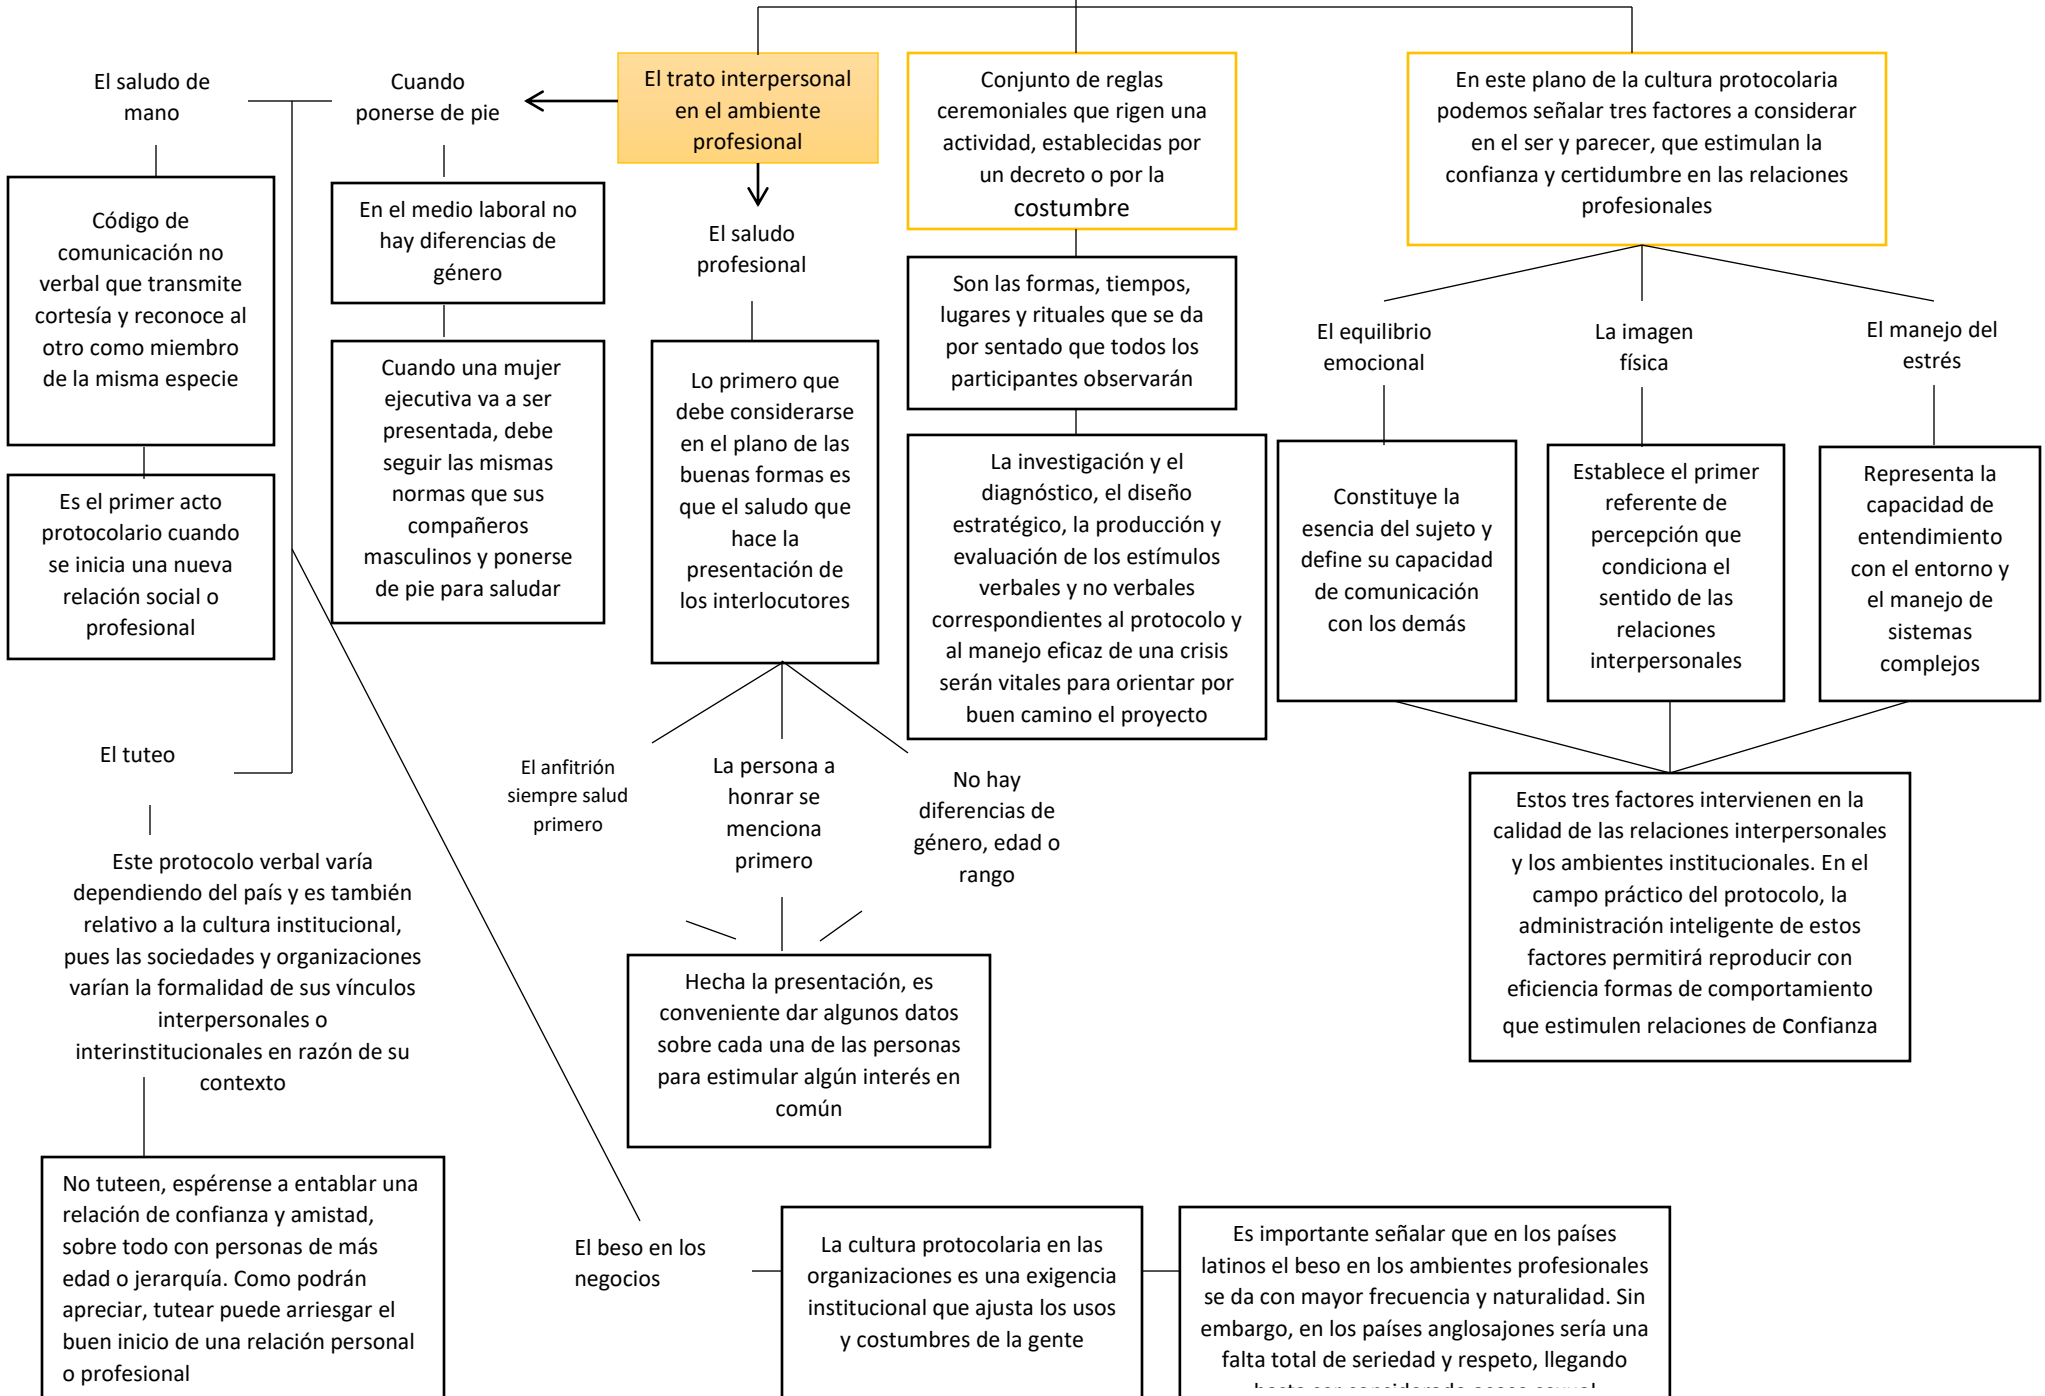 El saludo de
mano
Código de
comunicación no
verbal que transmite
cortesía y reconoce al
otro como miembro
de la misma especie
Es el primer acto
protocolario cuando
se inicia una nueva
relación social o
profesional
Cuando
ponerse de pie
En el medio laboral no
hay diferencias de
género
Cuando una mujer
ejecutiva va a ser
presentada, debe
seguir las mismas
normas que sus
compañeros
masculinos y ponerse
de pie para saludar
El trato interpersonal
en el ambiente
profesional
El saludo
profesional
Lo primero que
debe considerarse
en el plano de las
buenas formas es
que el saludo que
hace la
presentación de
los interlocutores
El anfitrión
siempre salud
primero
La persona a
honrar se
menciona
primero
No hay
diferencias de
género, edad o
rango
Hecha la presentación, es
conveniente dar algunos datos
sobre cada una de las personas
para estimular algún interés en
común
Conjunto de reglas
ceremoniales que rigen una
actividad, establecidas por
un decreto o por la
costumbre
Son las formas, tiempos,
lugares y rituales que se da
por sentado que todos los
participantes observarán
La investigación y el
diagnóstico, el diseño
estratégico, la producción y
evaluación de los estímulos
verbales y no verbales
correspondientes al protocolo y
al manejo eficaz de una crisis
serán vitales para orientar por
buen camino el proyecto
En este plano de la cultura protocolaria
podemos señalar tres factores a considerar
en el ser y parecer, que estimulan la
confianza y certidumbre en las relaciones
profesionales
El equilibrio
emocional
Constituye la
esencia del sujeto y
define su capacidad
de comunicación
con los demás
La imagen
física
Establece el primer
referente de
percepción que
condiciona el
sentido de las
relaciones
interpersonales
El manejo del
estrés
Representa la
capacidad de
entendimiento
con el entorno y
el manejo de
sistemas
complejos
Estos tres factores intervienen en la
calidad de las relaciones interpersonales
y los ambientes institucionales. En el
campo práctico del protocolo, la
administración inteligente de estos
factores permitirá reproducir con
eficiencia formas de comportamiento
que estimulen relaciones de Confianza
El tuteo
Este protocolo verbal varía
dependiendo del país y es también
relativo a la cultura institucional,
pues las sociedades y organizaciones
varían la formalidad de sus vínculos
interpersonales o
interinstitucionales en razón de su
contexto
No tuteen, espérense a entablar una
relación de confianza y amistad,
sobre todo con personas de más
edad o jerarquía. Como podrán
apreciar, tutear puede arriesgar el
buen inicio de una relación personal
o profesional
El beso en los
negocios
La cultura protocolaria en las
organizaciones es una exigencia
institucional que ajusta los usos
y costumbres de la gente
Es importante señalar que en los países
latinos el beso en los ambientes profesionales
se da con mayor frecuencia y naturalidad. Sin
embargo, en los países anglosajones sería una
falta total de seriedad y respeto, llegando